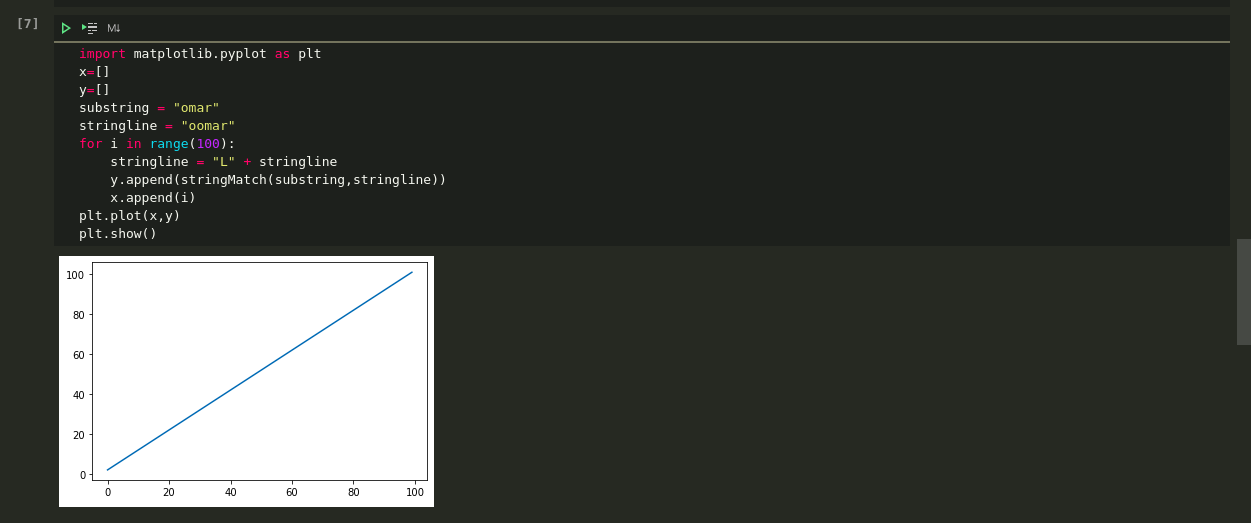 [7]
M↓
import matplotlib.pyplot as plt
x=[]
y=[]
substring = "omar"
stringline = "oomar"
for i in range(100):
    stringline = "L" + stringline
    y.append(stringMatch(substring,stringline))
    x.append(i)
plt.plot(x,y)
plt.show()
100
80
60
40
20
0
0 20 40 60 80 100